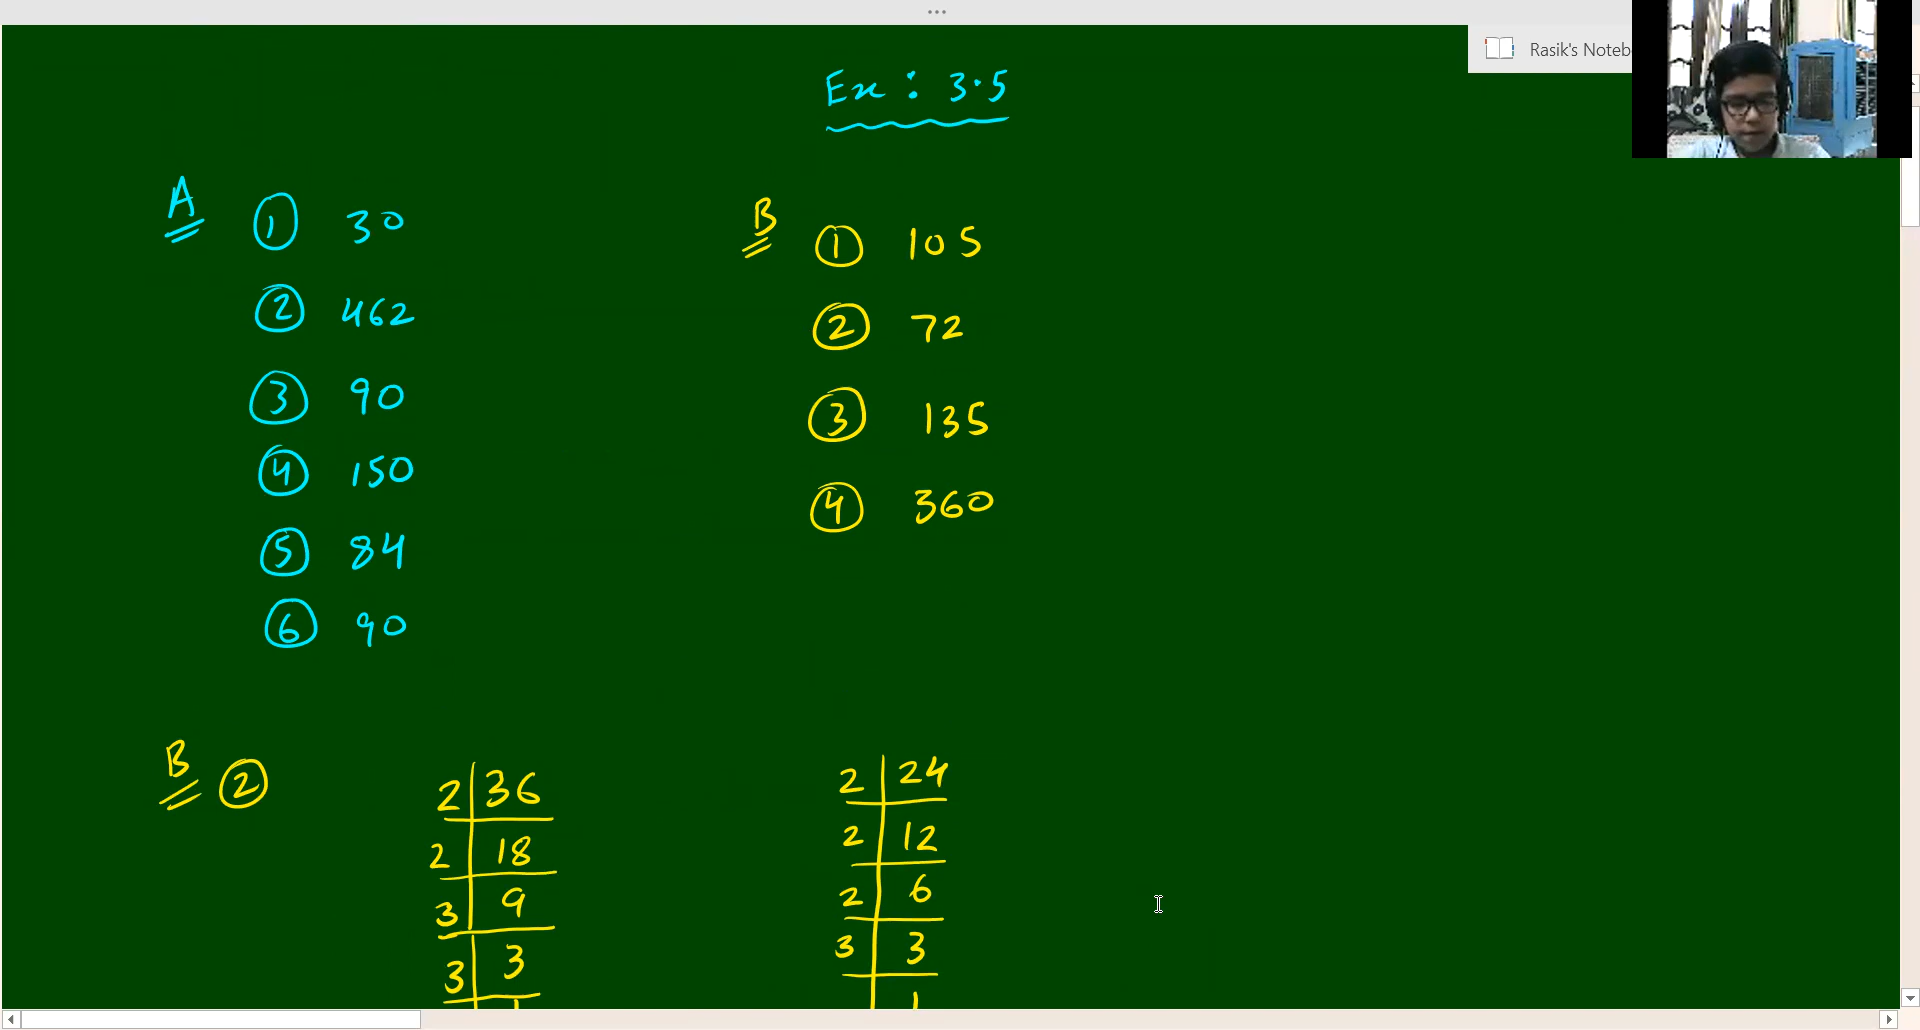 Rasik's Noteb
Ex : 3.5
A ① 30
② 462
③ 90
④ 150
⑤ 84
⑥ 90
B ① 105
② 72
③ 135
④ 360
B ②
2 | 36
2 | 18
3 | 9
3 | 3
1
2 | 24
2 | 12
2 | 6
3 | 3
1